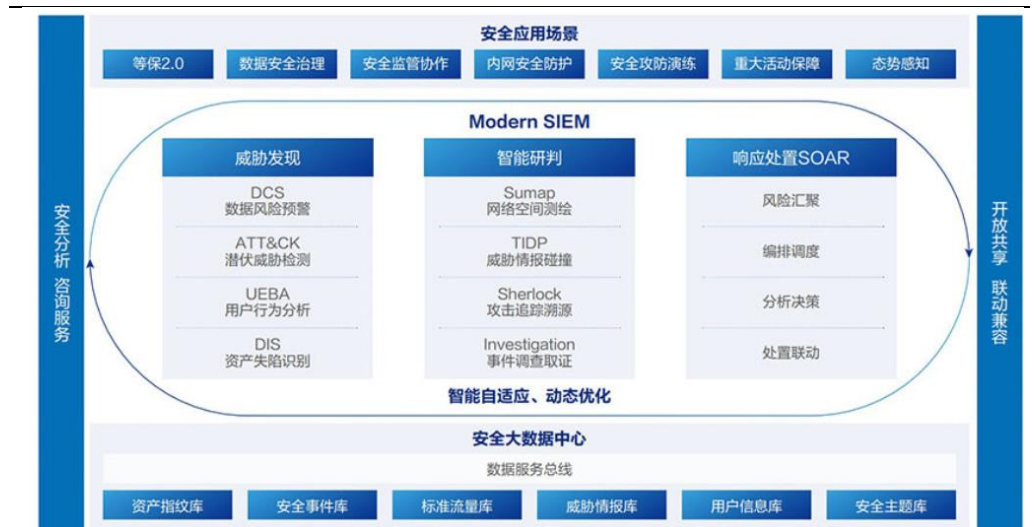 安全应用场景
等保2.0
数据安全治理
安全监管协作
内网安全防护
安全攻防演练
重大活动保障
态势感知
安全分析 咨询服务
Modern SIEM
威胁发现
DCS
数据风险预警
ATT&CK
潜伏威胁检测
UEBA
用户行为分析
DIS
资产失陷识别
智能研判
Sumap
网络空间测绘
TIDP
威胁情报碰撞
Sherlock
攻击追踪溯源
Investigation
事件调查取证
响应处置SOAR
风险汇聚
编排调度
分析决策
处置联动
智能自适应、动态优化
开放共享 联动兼容
安全大数据中心
数据服务总线
资产指纹库
安全事件库
标准流量库
威胁情报库
用户信息库
安全主题库